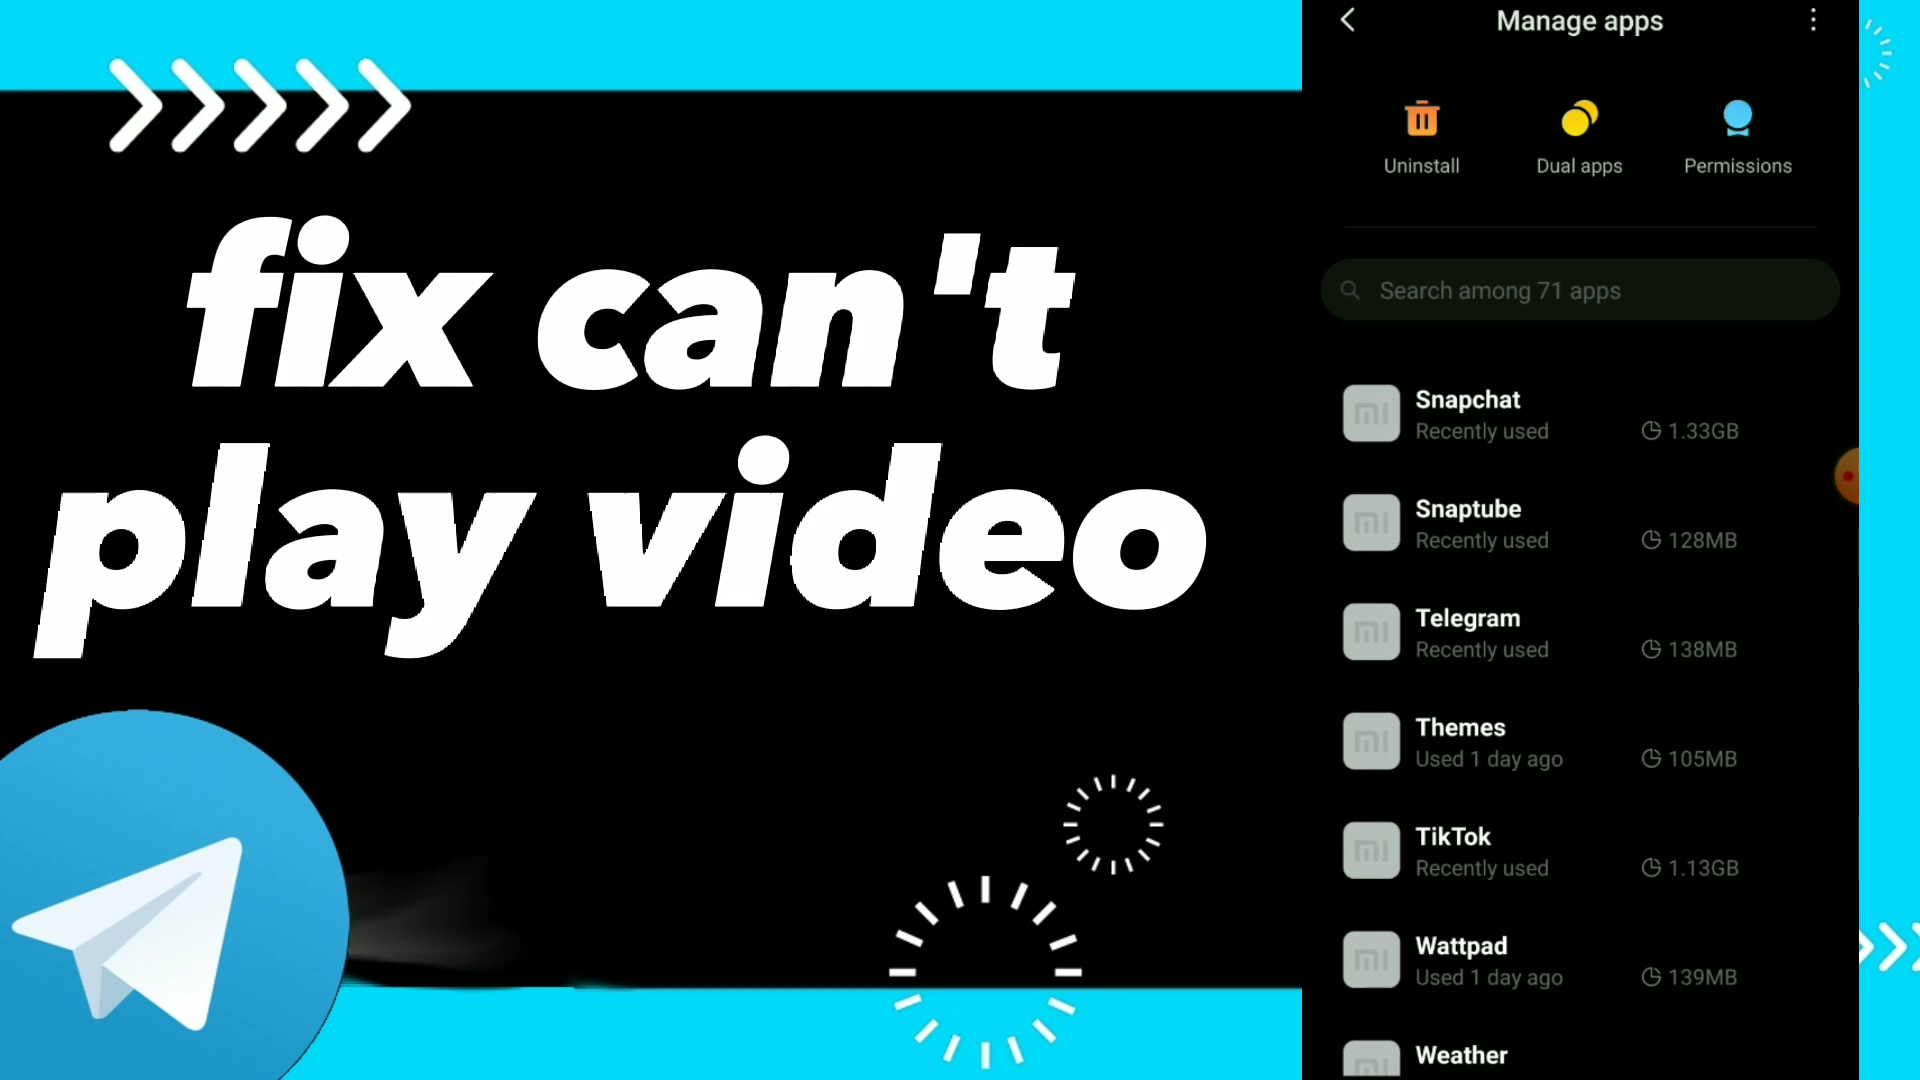 fix can't
play video
Manage apps
Uninstall
Dual apps
Permissions
Search among 71 apps
Snapchat
Recently used
1.33GB
Snaptube
Recently used
128MB
Telegram
Recently used
138MB
Themes
Used 1 day ago
105MB
TikTok
Recently used
1.13GB
Wattpad
Used 1 day ago
139MB
Weather